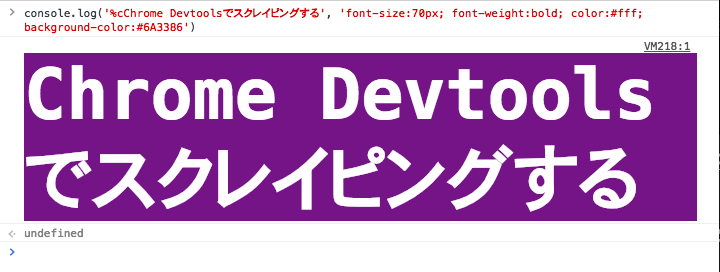 console.log('%cChrome Devtoolsでスクレイピングする', 'font-size:70px; font-weight:bold; color:#fff;
background-color:#6A3386')
VM218:1
Chrome Devtools
でスクレイピングする
undefined